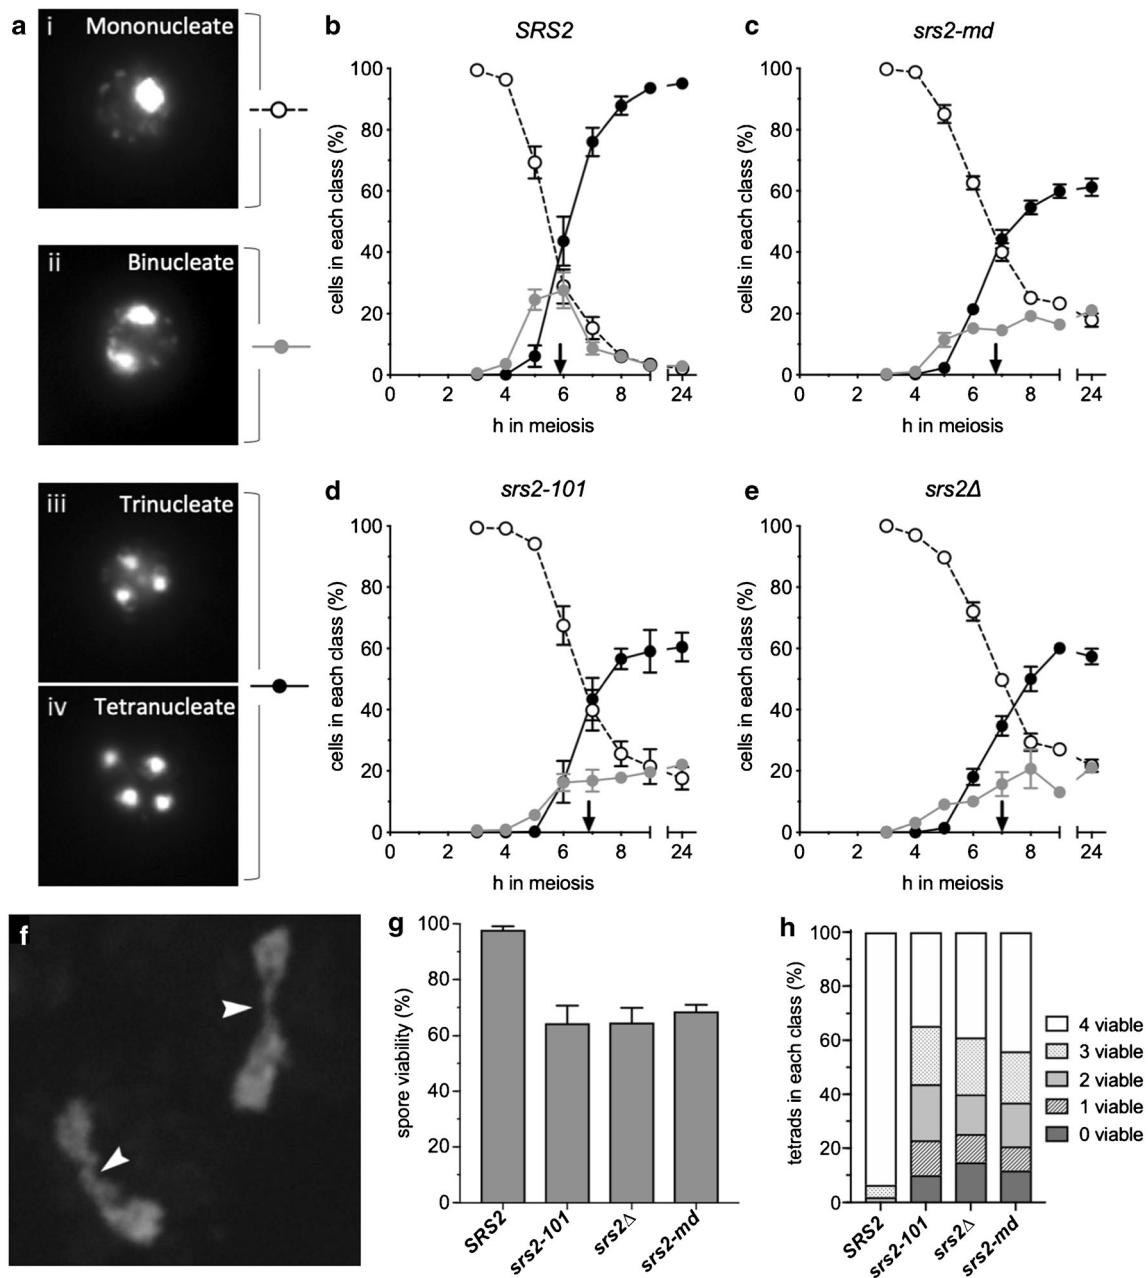 a
i
Mononucleate
ii
Binucleate
iii
Trinucleate
iv
Tetranucleate
b
SRS2
cells in each class (%)
100
80
60
40
20
0
0 2 4 6 8 24
h in meiosis
c
srs2-md
cells in each class (%)
100
80
60
40
20
0
0 2 4 6 8 24
h in meiosis
d
srs2-101
cells in each class (%)
100
80
60
40
20
0
0 2 4 6 8 24
h in meiosis
e
srs2Δ
cells in each class (%)
100
80
60
40
20
0
0 2 4 6 8 24
h in meiosis
f
g
spore viability (%)
100
80
60
40
20
0
SRS2
srs2-101
srs2Δ
srs2-md
h
tetrads in each class (%)
100
80
60
40
20
0
SRS2
srs2-101
srs2Δ
srs2-md
4 viable
3 viable
2 viable
1 viable
0 viable